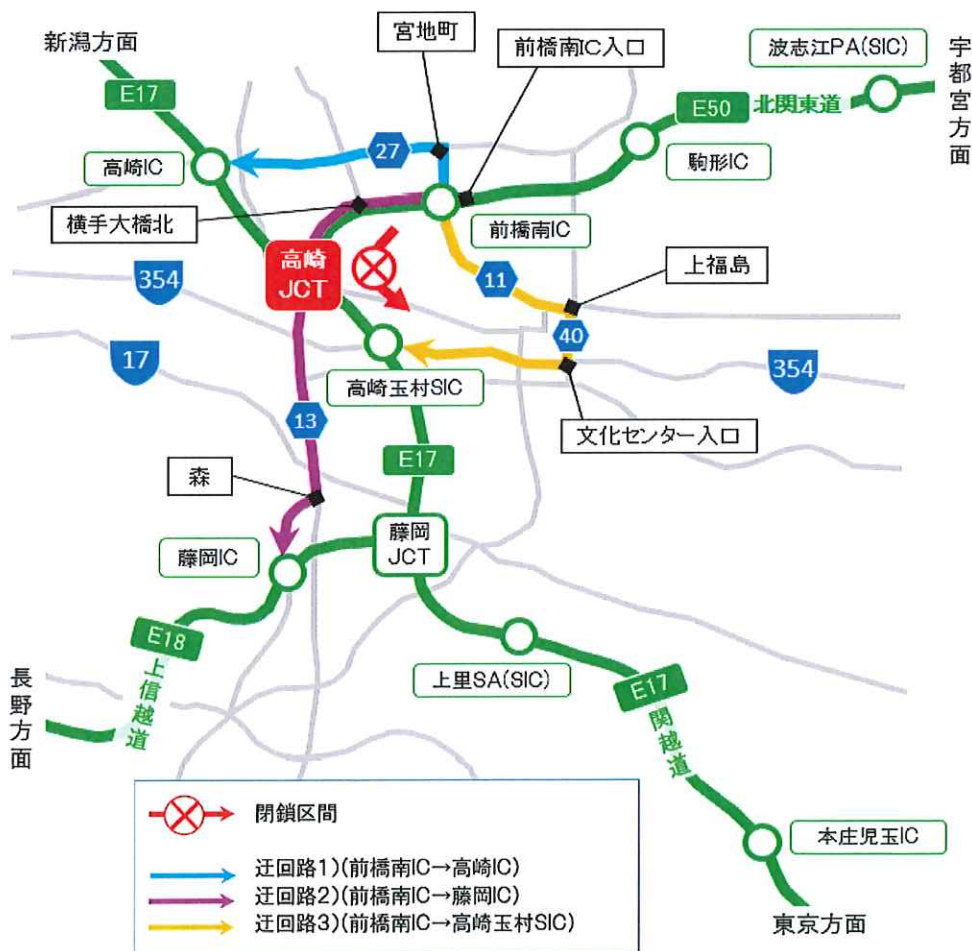 新潟方面
宮地町
前橋南IC入口
波志江PA(SIC)
宇都宮方面
E17
E50
北関東道
高崎IC
27
駒形IC
横手大橋北
前橋南IC
高崎
JCT
354
11
上福島
40
17
高崎玉村SIC
354
13
文化センター入口
E17
森
藤岡
JCT
藤岡IC
E18
上信越道
上里SA(SIC)
E17
関越道
長野方面
閉鎖区間
迂回路1)(前橋南IC→高崎IC)
迂回路2)(前橋南IC→藤岡IC)
迂回路3)(前橋南IC→高崎玉村SIC)
本庄児玉IC
東京方面